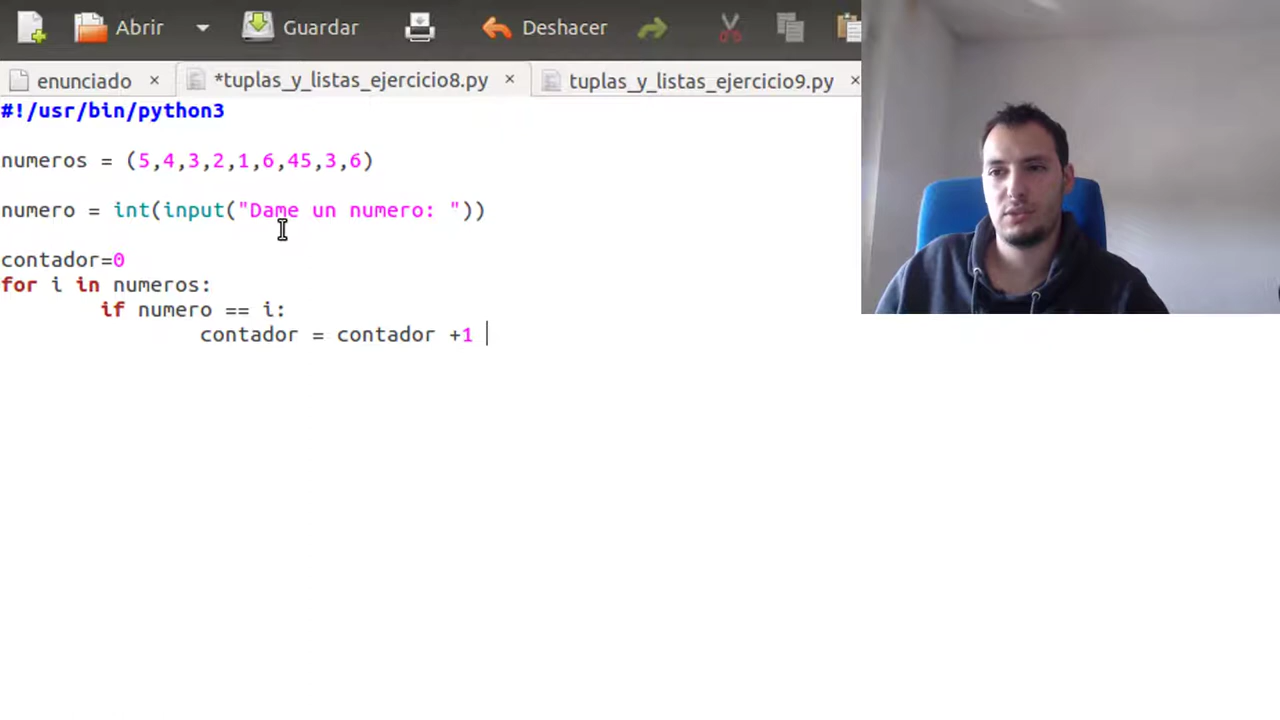 Abrir Guardar Deshacer
enunciado × *tuplas_y_listas_ejercicio8.py × tuplas_y_listas_ejercicio9.py ×
#!/usr/bin/python3
numeros = (5,4,3,2,1,6,45,3,6)
numero = int(input("Dame un numero: "))
contador=0
for i in numeros:
        if numero == i:
                contador = contador +1